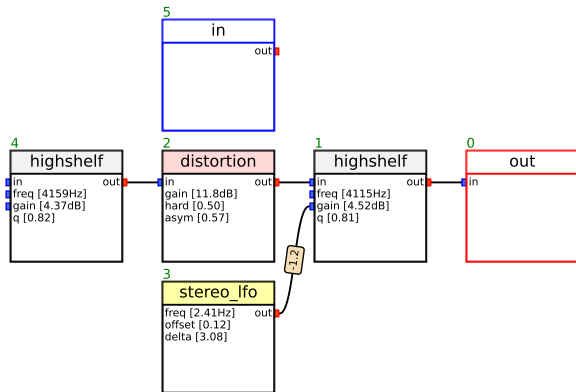 5
in
out
4
highshelf
in out
freq [4159Hz]
gain [4.37dB]
q [0.82]
2
distortion
in out
gain [11.8dB]
hard [0.50]
asym [0.57]
1
highshelf
in out
freq [4115Hz]
gain [4.52dB]
q [0.81]
0
out
in
-1.2
3
stereo_lfo
freq [2.41Hz] out
offset [0.12]
delta [3.08]